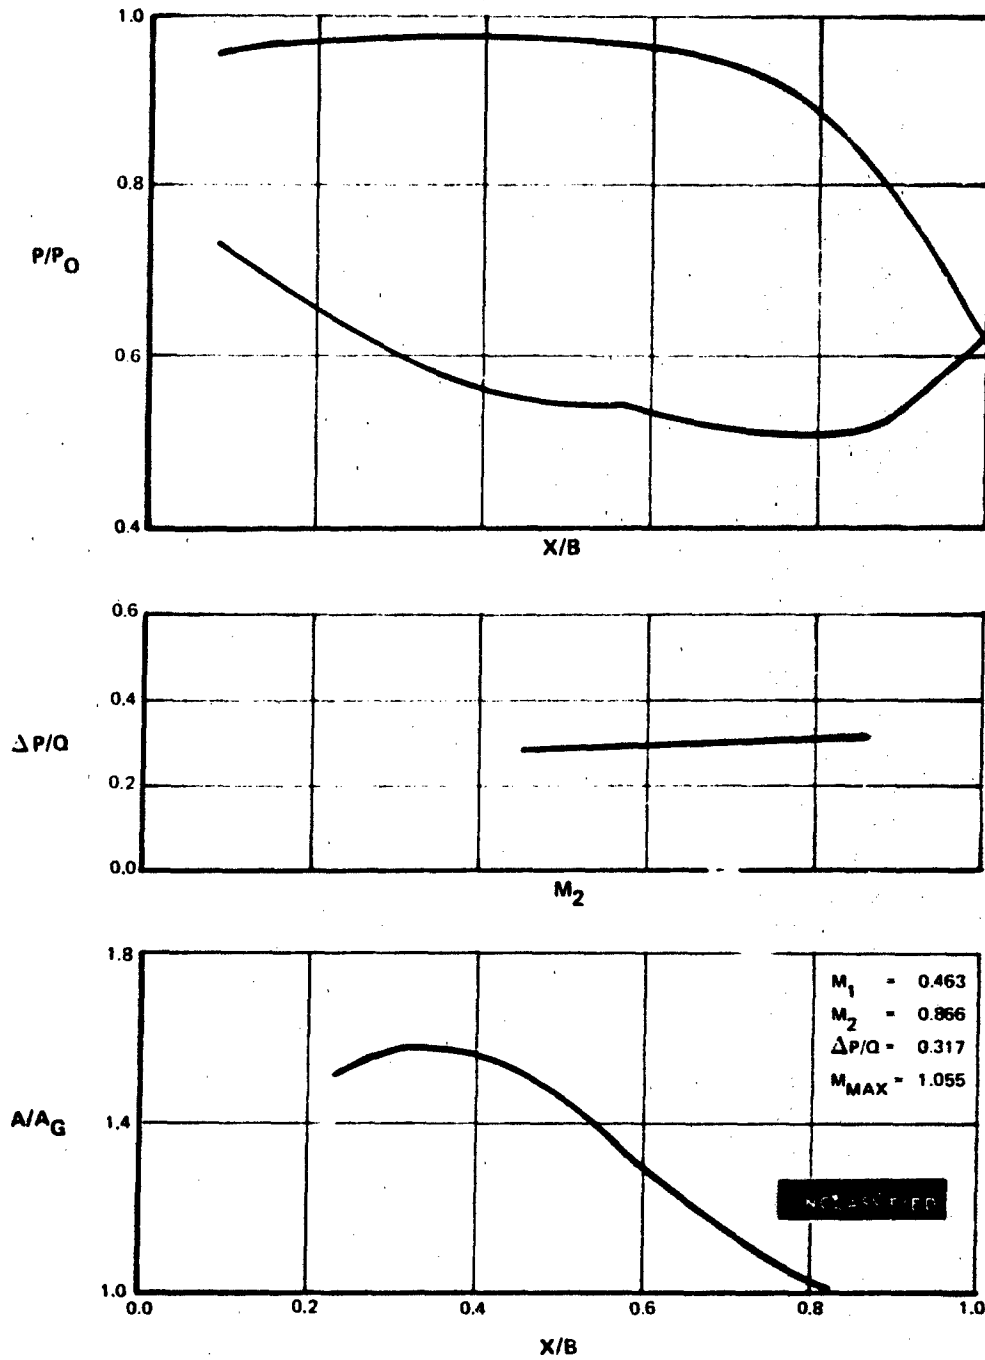 1.0
0.8
P/PO
0.6
0.4
X/B
0.6
0.4
ΔP/Q
0.2
0.0
M2
1.8
M1 = 0.463
M2 = 0.866
ΔP/Q = 0.317
MMAX = 1.055
A/AG
1.4
NCLASSIFIED
1.0
0.0 0.2 0.4 0.6 0.8 1.0
X/B